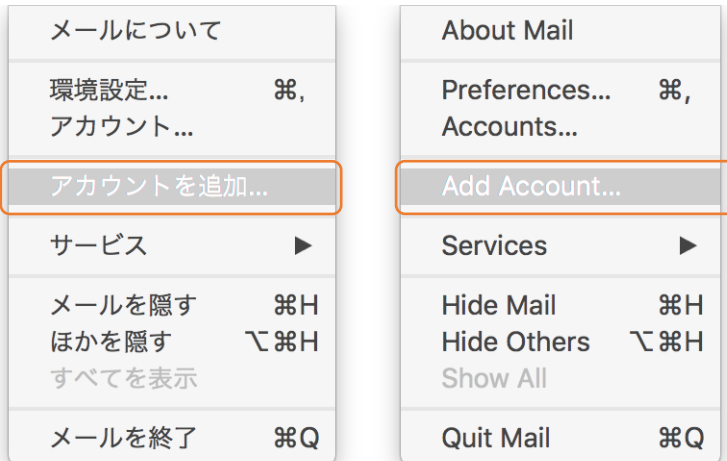 メールについて
環境設定... ⌘,
アカウント...
アカウントを追加...
サービス ▶
メールを隠す ⌘H
ほかを隠す ⌥⌘H
すべてを表示
メールを終了 ⌘Q
About Mail
Preferences... ⌘,
Accounts...
Add Account...
Services ▶
Hide Mail ⌘H
Hide Others ⌥⌘H
Show All
Quit Mail ⌘Q